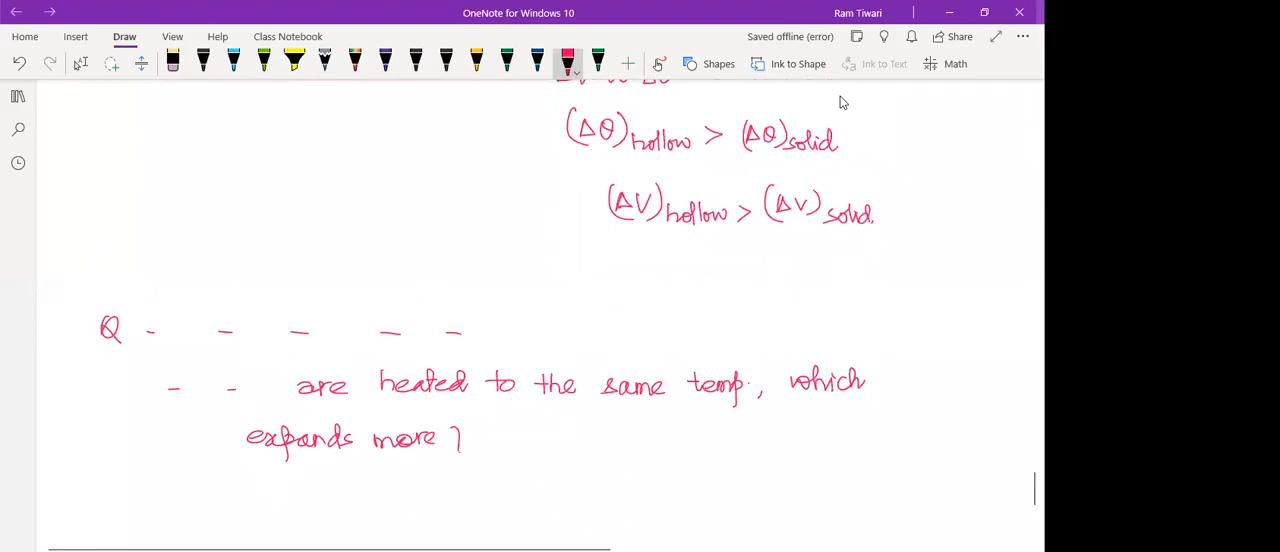 OneNote for Windows 10
Ram Tiwari
Home Insert Draw View Help Class Notebook
Saved offline (error) Share
Shapes Ink to Shape Ink to Text Math
(Δθ)hollow > (Δθ)solid
(ΔV)hollow > (ΔV)solid.
Q - - - - -
- - are heated to the same temp., which
expands more ?